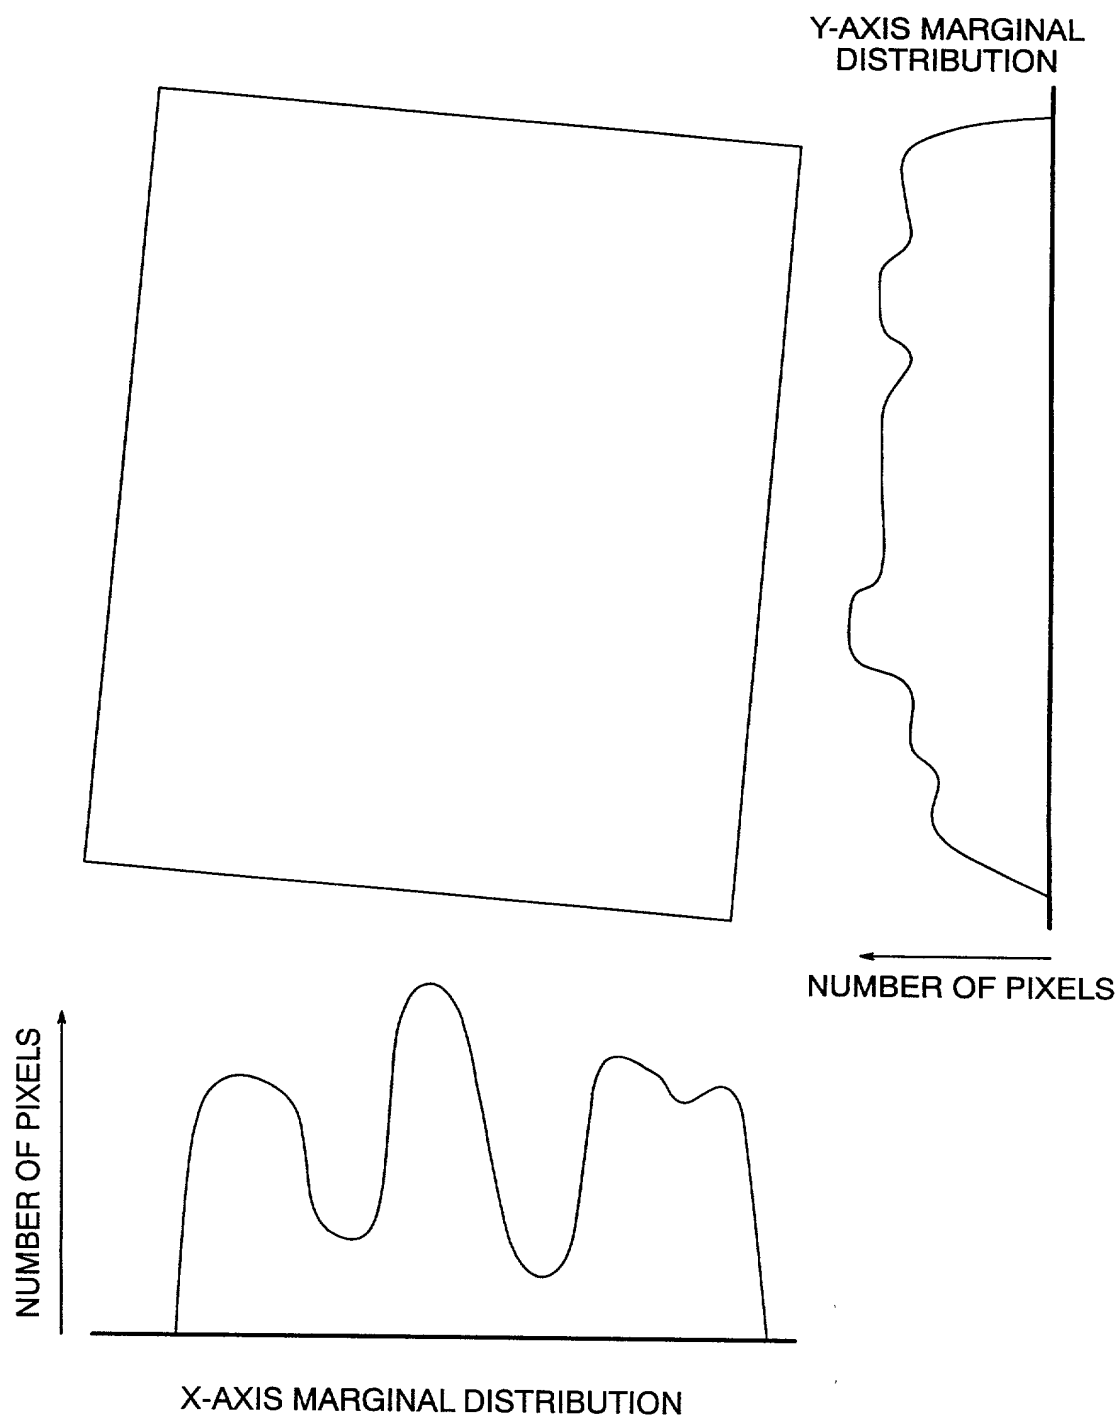 Y-AXIS MARGINAL
DISTRIBUTION
NUMBER OF PIXELS
NUMBER OF PIXELS
X-AXIS MARGINAL DISTRIBUTION